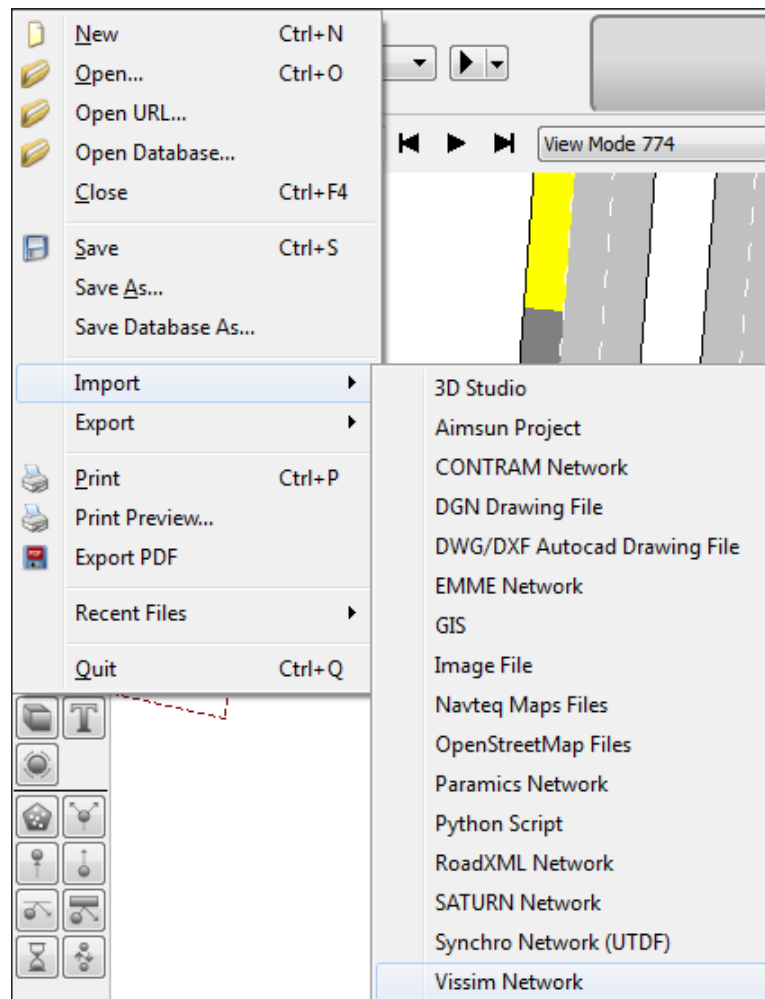 New Ctrl+N
Open... Ctrl+O
Open URL...
Open Database...
Close Ctrl+F4
Save Ctrl+S
Save As...
Save Database As...
Import
Export
Print Ctrl+P
Print Preview...
Export PDF
Recent Files
Quit Ctrl+Q
View Mode 774
3D Studio
Aimsun Project
CONTRAM Network
DGN Drawing File
DWG/DXF Autocad Drawing File
EMME Network
GIS
Image File
Navteq Maps Files
OpenStreetMap Files
Paramics Network
Python Script
RoadXML Network
SATURN Network
Synchro Network (UTDF)
Vissim Network
T